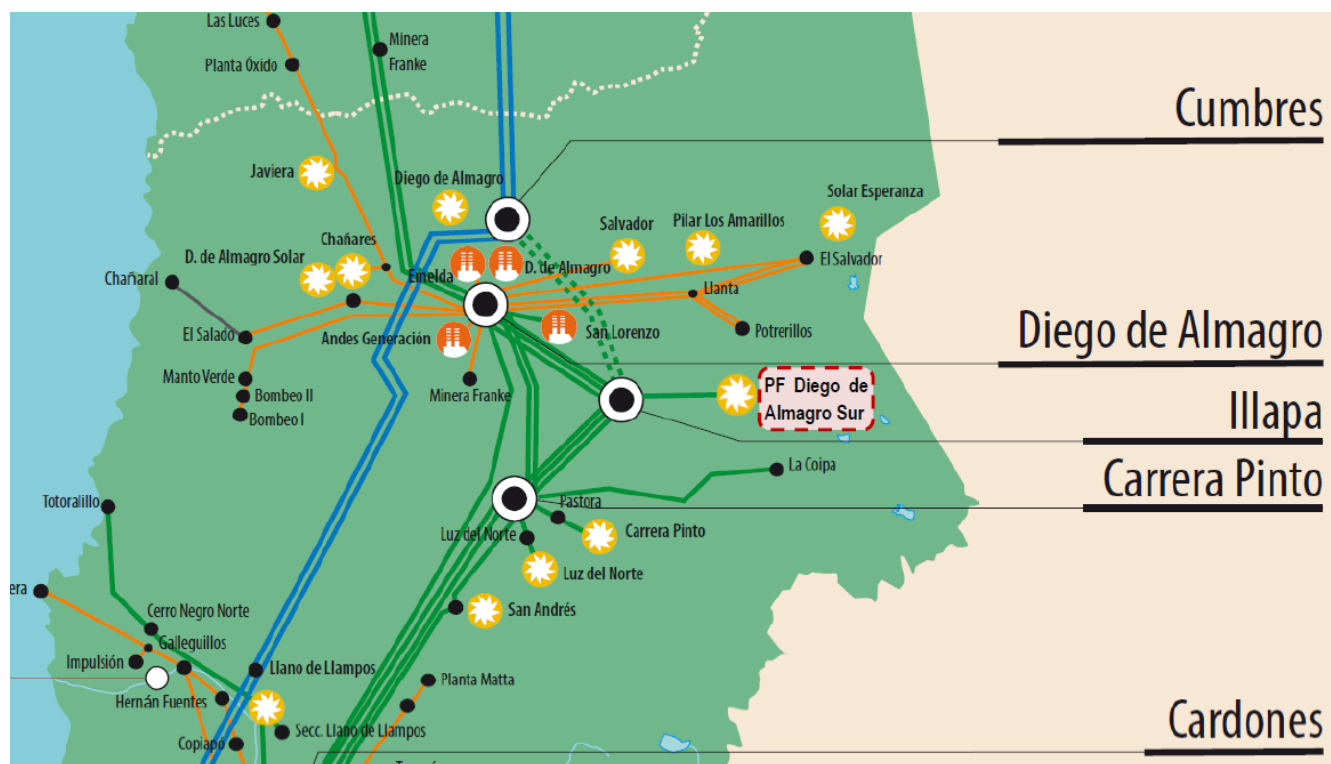 Las Luces
Minera
Franke
Planta Óxido
Cumbres
Javiera
Diego de Almagro
Solar Esperanza
Salvador
Pilar Los Amarillos
Chañares
D. de Almagro Solar
El Salvador
Emelda
D. de Almagro
Chañaral
Llanta
Diego de Almagro
El Salado
Andes Generación
San Lorenzo
Potrerillos
Manto Verde
Minera Franke
PF Diego de
Almagro Sur
Bombeo II
Bombeo I
Illapa
La Coipa
Carrera Pinto
Totoralillo
Pastora
Luz del Norte
Carrera Pinto
Luz del Norte
era
San Andrés
Cerro Negro Norte
Galleguillos
Impulsión
Llano de Llampos
Planta Matta
Hernán Fuentes
Cardones
Secc. Llano de Llampos
Copiapó